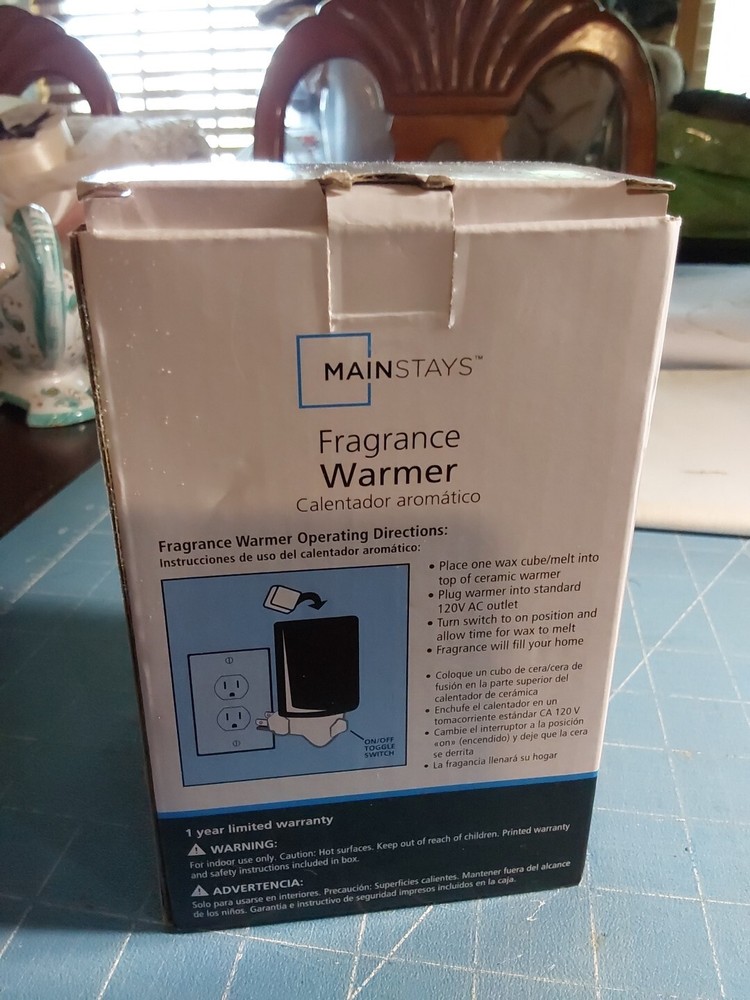 MAINSTAYS™
Fragrance
Warmer
Calentador aromático
Fragrance Warmer Operating Directions:
Instrucciones de uso del calentador aromático:
ON/OFF
TOGGLE
SWITCH
• Place one wax cube/melt into
top of ceramic warmer
• Plug warmer into standard
120V AC outlet
• Turn switch to on position and
allow time for wax to melt
• Fragrance will fill your home
• Coloque un cubo de cera/cera de
fusión en la parte superior del
calentador de cerámica
• Enchufe el calentador en un
tomacorriente estándar CA 120 V
• Cambie el interruptor a la posición
«on» (encendido) y deje que la cera
se derrita
• La fragancia llenará su hogar
1 year limited warranty
⚠ WARNING:
For indoor use only. Caution: Hot surfaces. Keep out of reach of children. Printed warranty
and safety instructions included in box.
⚠ ADVERTENCIA:
Solo para usarse en interiores. Precaución: Superficies calientes. Mantener fuera del alcance
de los niños. Garantía e instructivo de seguridad impresos incluidos en la caja.